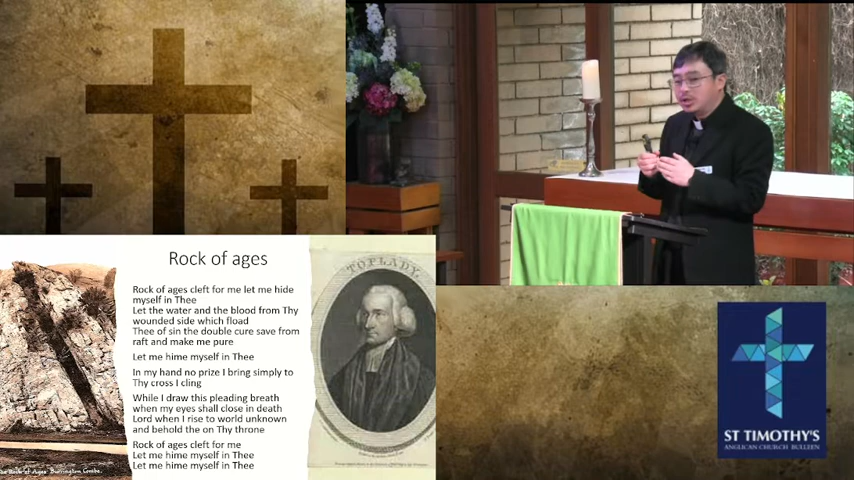 Rock of ages
Rock of ages cleft for me let me hide
myself in Thee
Let the water and the blood from Thy
wounded side which fload
Thee of sin the double cure save from
raft and make me pure
Let me hime myself in Thee
In my hand no prize I bring simply to
Thy cross I cling
While I draw this pleading breath
when my eyes shall close in death
Lord when I rise to world unknown
and behold the on Thy throne
Rock of ages cleft for me
Let me hime myself in Thee
Let me hime myself in Thee
Rock of Ages Burrington Combe.
TOPLADY.
ST TIMOTHY'S
ANGLICAN CHURCH BULLEEN